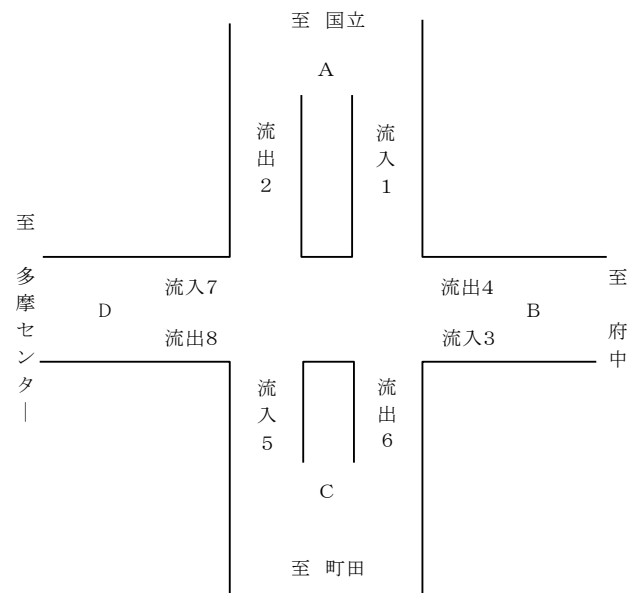 至 国立
A
流出2
流入1
至 多摩センター
流入7
D
流出8
流出4
B
流入3
至 府中
流入5
流出6
C
至 町田